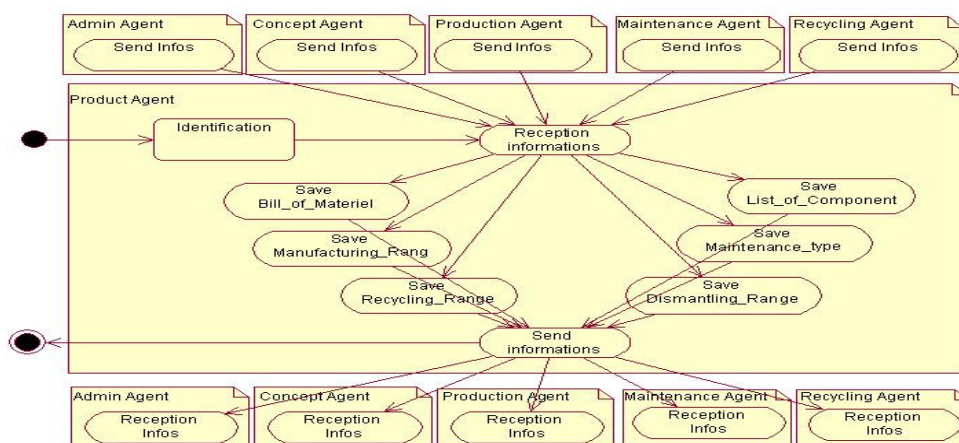 Admin Agent
Send Infos
Concept Agent
Send Infos
Production Agent
Send Infos
Maintenance Agent
Send Infos
Recycling Agent
Send Infos
Product Agent
Identification
Reception
informations
Save
Bill_of_Materiel
Save
List_of_Component
Save
Manufacturing_Rang
Save
Maintenance_type
Save
Recycling_Range
Save
Dismantling_Range
Send
informations
Admin Agent
Reception
Infos
Concept Agent
Reception
Infos
Production Agent
Reception
Infos
Maintenance Agent
Reception
Infos
Recycling Agent
Reception
Infos